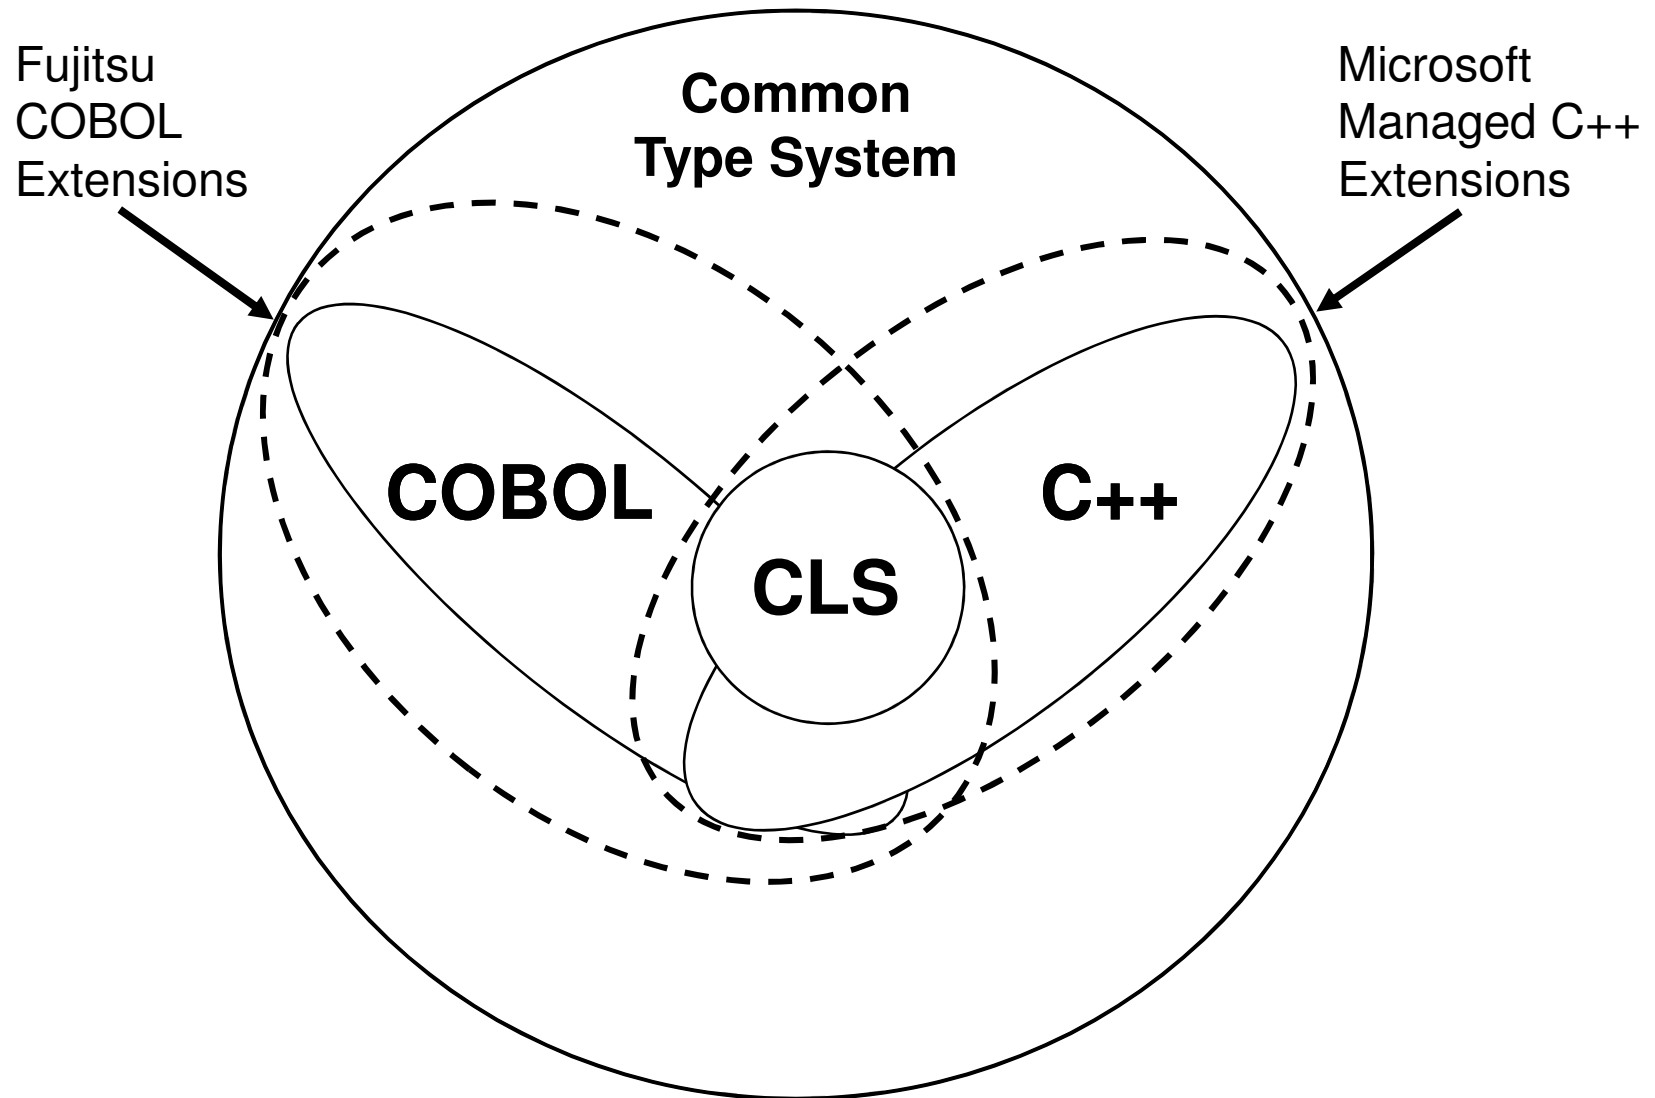 Fujitsu
COBOL
Extensions
Common
Type System
Microsoft
Managed C++
Extensions
COBOL
C++
CLS